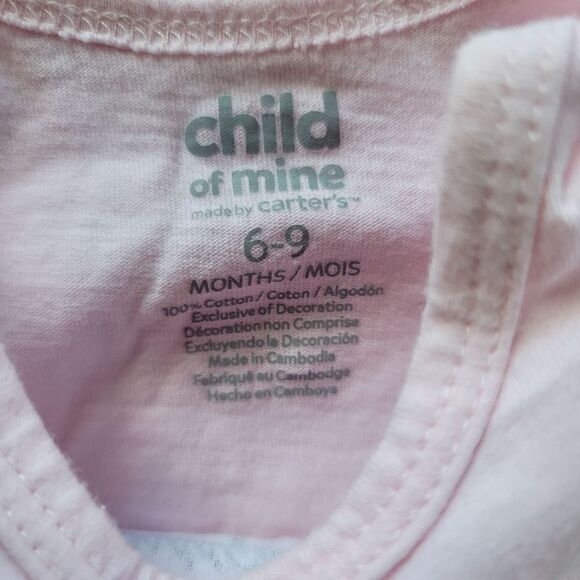 child
of mine
made by carter's™
6-9
MONTHS / MOIS
100% Cotton / Coton / Algodón
Exclusive of Decoration
Décoration non Comprise
Excluyendo la Decoración
Made in Cambodia
Fabriqué au Cambodge
Hecho en Camboya